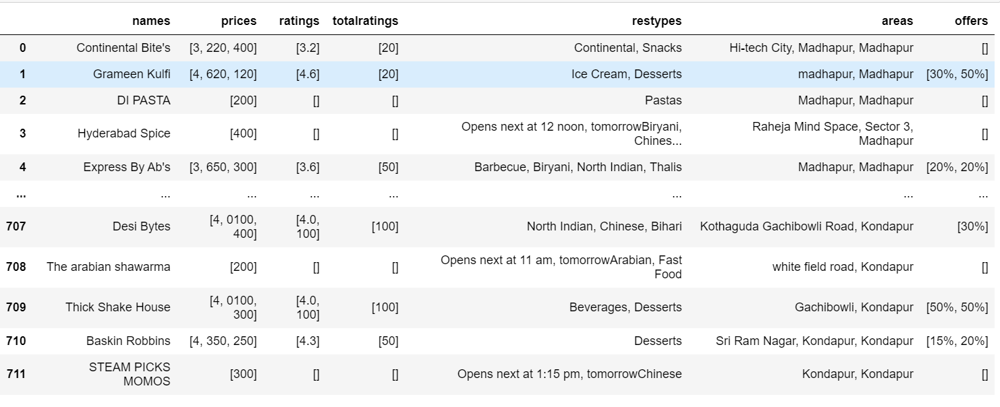 names prices ratings totalratings restypes areas offers
0 Continental Bite's [3, 220, 400] [3.2] [20] Continental, Snacks Hi-tech City, Madhapur, Madhapur []
1 Grameen Kulfi [4, 620, 120] [4.6] [20] Ice Cream, Desserts madhapur, Madhapur [30%, 50%]
2 DI PASTA [200] [] [] Pastas Madhapur, Madhapur []
3 Hyderabad Spice [400] [] [] Opens next at 12 noon, tomorrowBiryani, Chines... Raheja Mind Space, Sector 3, Madhapur []
4 Express By Ab's [3, 650, 300] [3.6] [50] Barbecue, Biryani, North Indian, Thalis Madhapur, Madhapur [20%, 20%]
... ... ... ... ... ... ... ...
707 Desi Bytes [4, 0100, 400] [4.0, 100] [100] North Indian, Chinese, Bihari Kothaguda Gachibowli Road, Kondapur [30%]
708 The arabian shawarma [200] [] [] Opens next at 11 am, tomorrowArabian, Fast Food white field road, Kondapur []
709 Thick Shake House [4, 0100, 300] [4.0, 100] [100] Beverages, Desserts Gachibowli, Kondapur [50%, 50%]
710 Baskin Robbins [4, 350, 250] [4.3] [50] Desserts Sri Ram Nagar, Kondapur, Kondapur [15%, 20%]
711 STEAM PICKS MOMOS [300] [] [] Opens next at 1:15 pm, tomorrowChinese Kondapur, Kondapur []